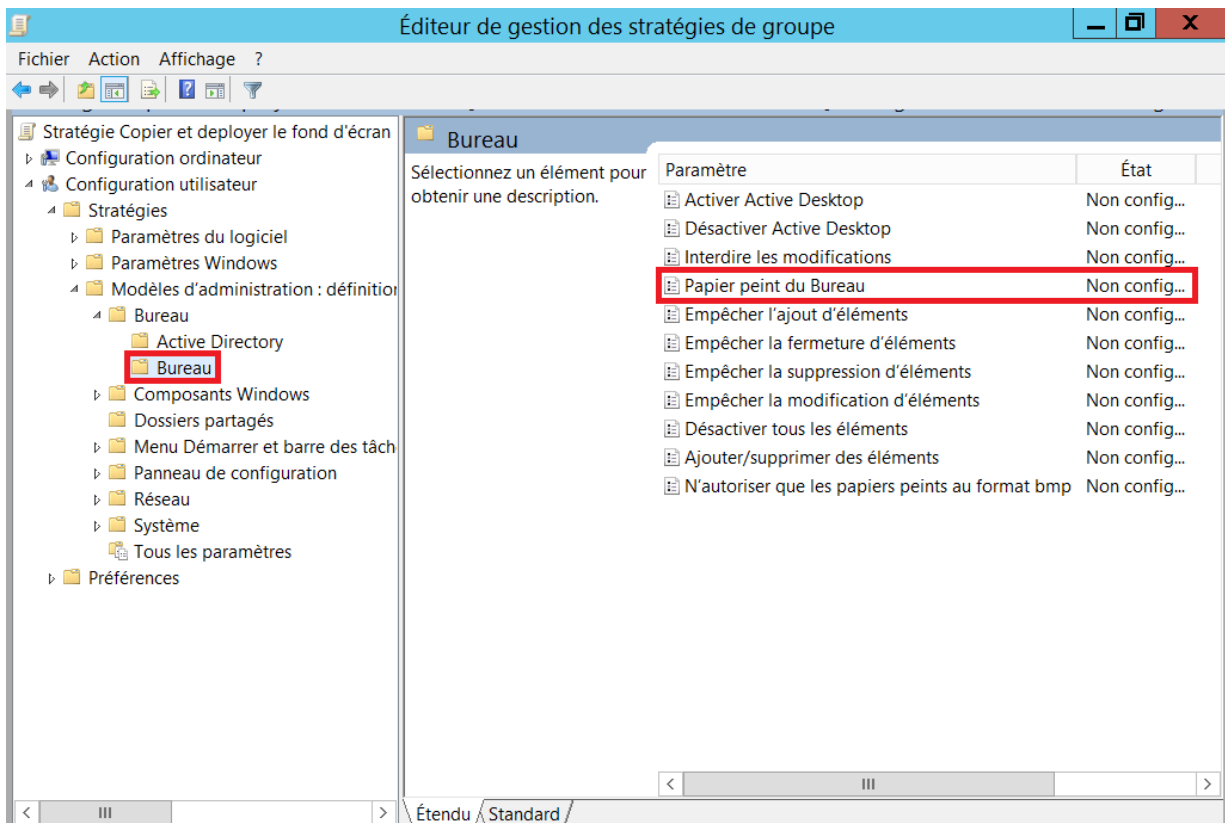 Éditeur de gestion des stratégies de groupe
Fichier Action Affichage ?
Stratégie Copier et deployer le fond d'écran
Configuration ordinateur
Configuration utilisateur
Stratégies
Paramètres du logiciel
Paramètres Windows
Modèles d'administration : définition
Bureau
Active Directory
Bureau
Composants Windows
Dossiers partagés
Menu Démarrer et barre des tâch
Panneau de configuration
Réseau
Système
Tous les paramètres
Préférences
Bureau
Sélectionnez un élément pour
obtenir une description.
Paramètre État
Activer Active Desktop Non config...
Désactiver Active Desktop Non config...
Interdire les modifications Non config...
Papier peint du Bureau Non config...
Empêcher l'ajout d'éléments Non config...
Empêcher la fermeture d'éléments Non config...
Empêcher la suppression d'éléments Non config...
Empêcher la modification d'éléments Non config...
Désactiver tous les éléments Non config...
Ajouter/supprimer des éléments Non config...
N'autoriser que les papiers peints au format bmp Non config...
Étendu Standard